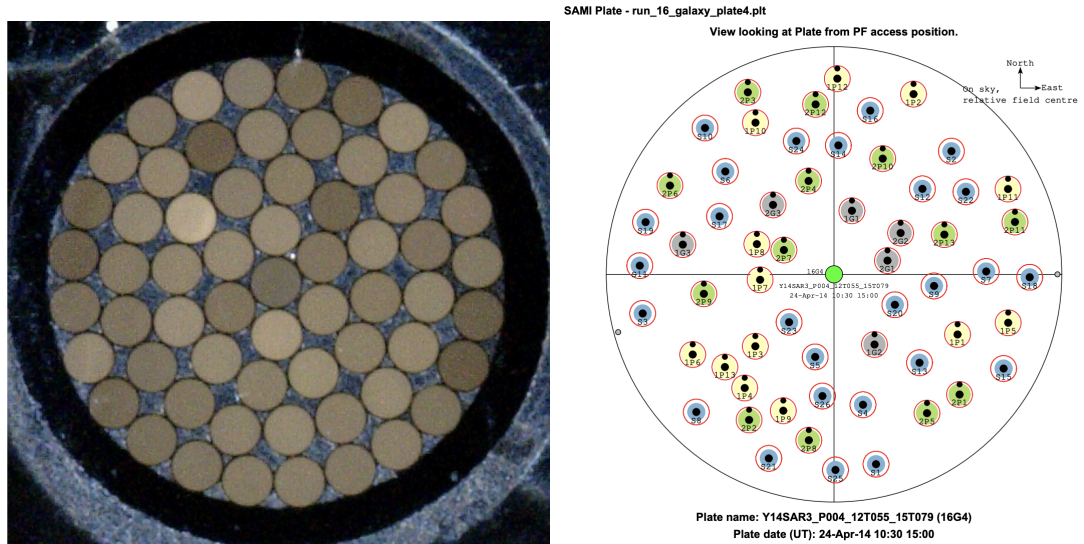 SAMI Plate - run_16_galaxy_plate4.plt
View looking at Plate from PF access position.
North
East
On sky,
relative field centre
1P12
2P3
1P2
2P12
S16
1P10
S10
S24
S14
S2
2P10
S6
2P4
2P6
S12
S22
1P11
2G3
1G1
S17
S19
2P11
2G2
2P13
1G3
1P8
2P7
2G1
S11
16G4
S7
S18
1P7
Y14SAR3_P004_12T055_15T079
24-Apr-14 10:30 15:00
2P9
S9
S20
S3
S23
1P5
1P1
1G2
1P3
1P6
S5
S13
1P13
S15
1P4
2P1
S26
S4
S8
1P9
2P5
2P2
2P8
S21
S25
S1
Plate name: Y14SAR3_P004_12T055_15T079 (16G4)
Plate date (UT): 24-Apr-14 10:30 15:00